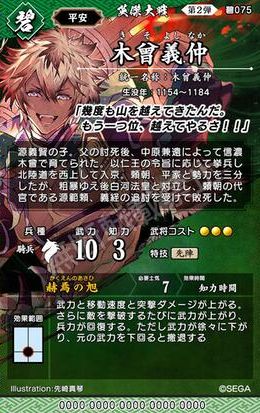 碧 平安 英傑大戦 第2弾 碧075
きそよしなか
木曾義仲
統一名称：木曾義仲
生没年：1154～1184
「幾度も山を越えてきたんだ。
もう一つ位、越えてやるさ！！」
源義賢の子。父の討死後、中原兼遠によって信濃
木曾で育てられた。以仁王の令旨に応じて挙兵し
北陸道を西上して入京。頼朝、平家と勢力を三分
したが、粗暴ゆえ後白河法皇と対立し、頼朝の代
官である源範頼、義経の追討を受けて敗死した。
兵種 武力 知力 武将コスト
騎兵 10 3 特技 先陣
かくえんのあさひ 必要士気 効果時間
赫焉の旭 7 知力時間
効果範囲
武力と移動速度と突撃ダメージが上がる。
さらに敵を撃破するたびに武力が上がり、
兵力が回復する。ただし武力は徐々に下が
り、元の武力を下回ると撤退する
Illustration:先崎真琴 ©SEGA
0000-0000-0000-0000-0000